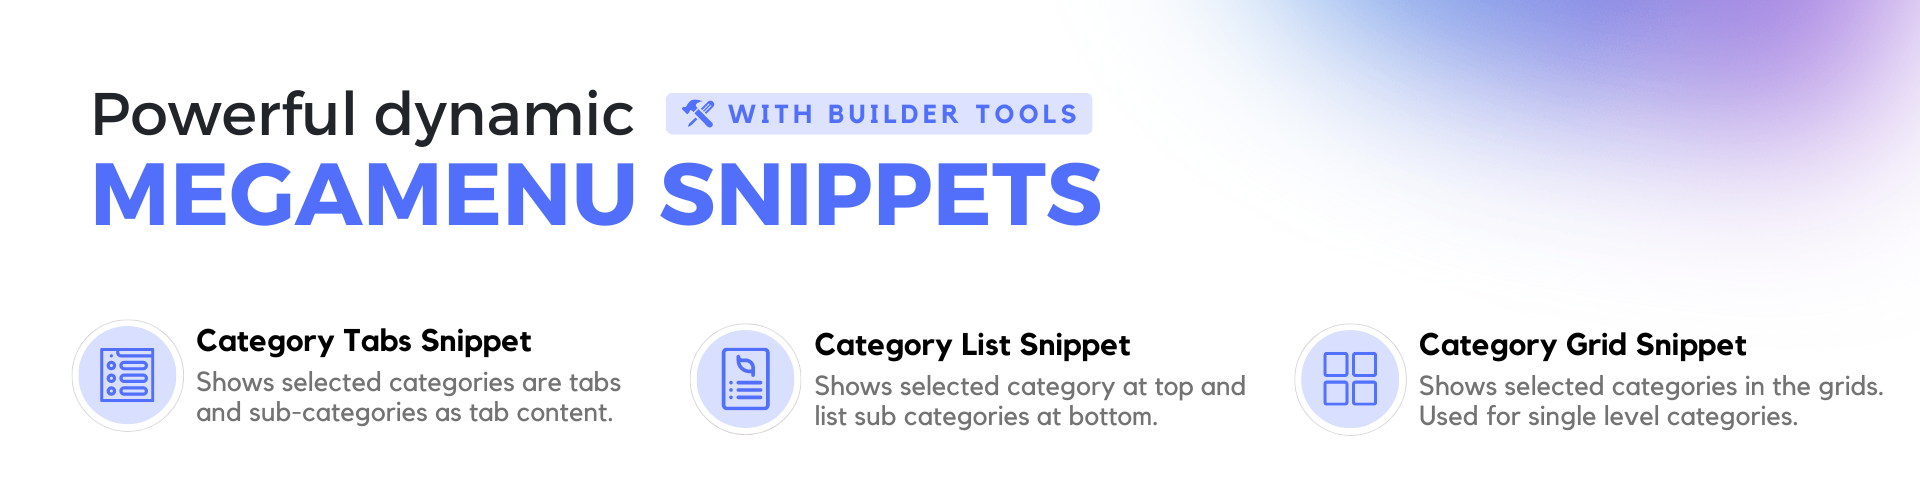 Powerful dynamic
WITH BUILDER TOOLS
MEGAMENU SNIPPETS
Category Tabs Snippet
Shows selected categories are tabs
and sub-categories as tab content.
Category List Snippet
Shows selected category at top and
list sub categories at bottom.
Category Grid Snippet
Shows selected categories in the grids.
Used for single level categories.